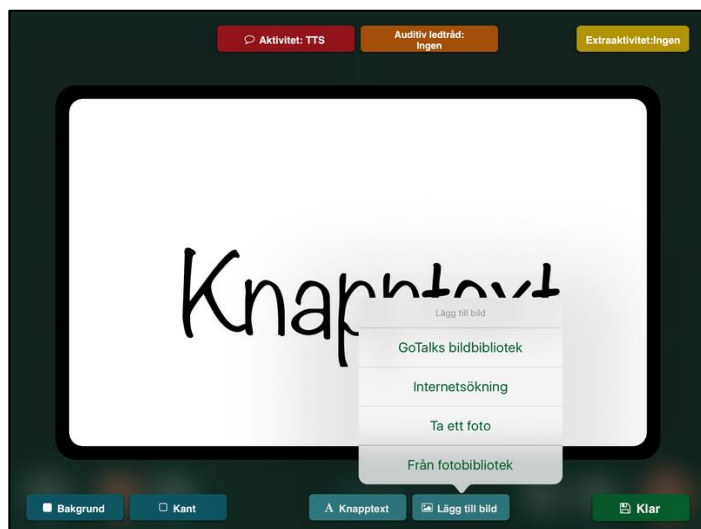 Aktivitet: TTS
Auditiv ledtråd:
Ingen
Extraaktivitet:Ingen
Knapptext
Lägg till bild
GoTalks bildbibliotek
Internetsökning
Ta ett foto
Från fotobibliotek
Bakgrund
Kant
A Knapptext
Lägg till bild
Klar